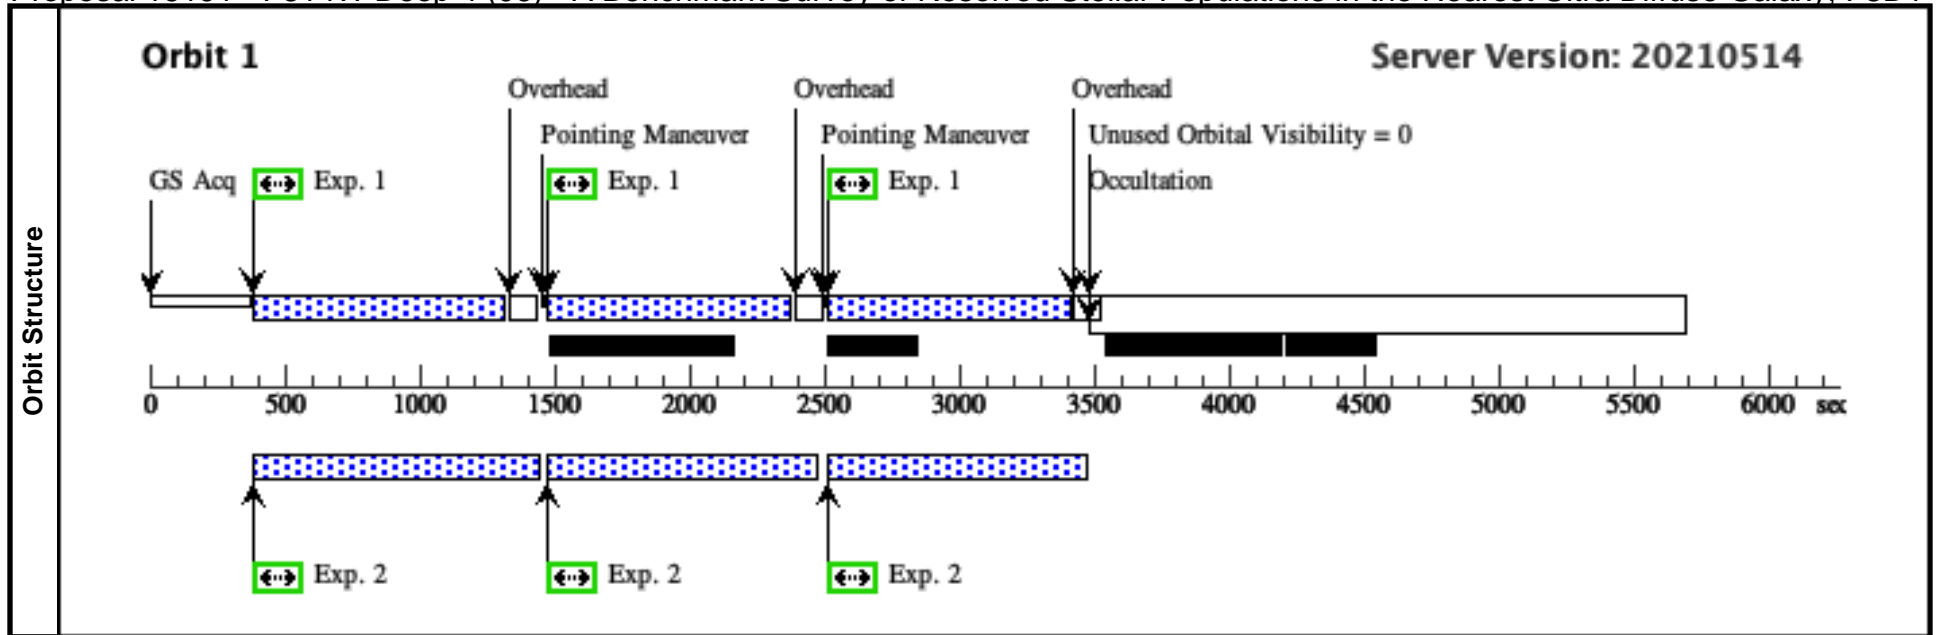 Orbit Structure
Orbit 1
Server Version: 20210514
Overhead
Overhead
Overhead
Pointing Maneuver
Pointing Maneuver
Unused Orbital Visibility = 0
GS Acq
Exp. 1
Exp. 1
Exp. 1
Occultation
0 500 1000 1500 2000 2500 3000 3500 4000 4500 5000 5500 6000 sec
Exp. 2
Exp. 2
Exp. 2